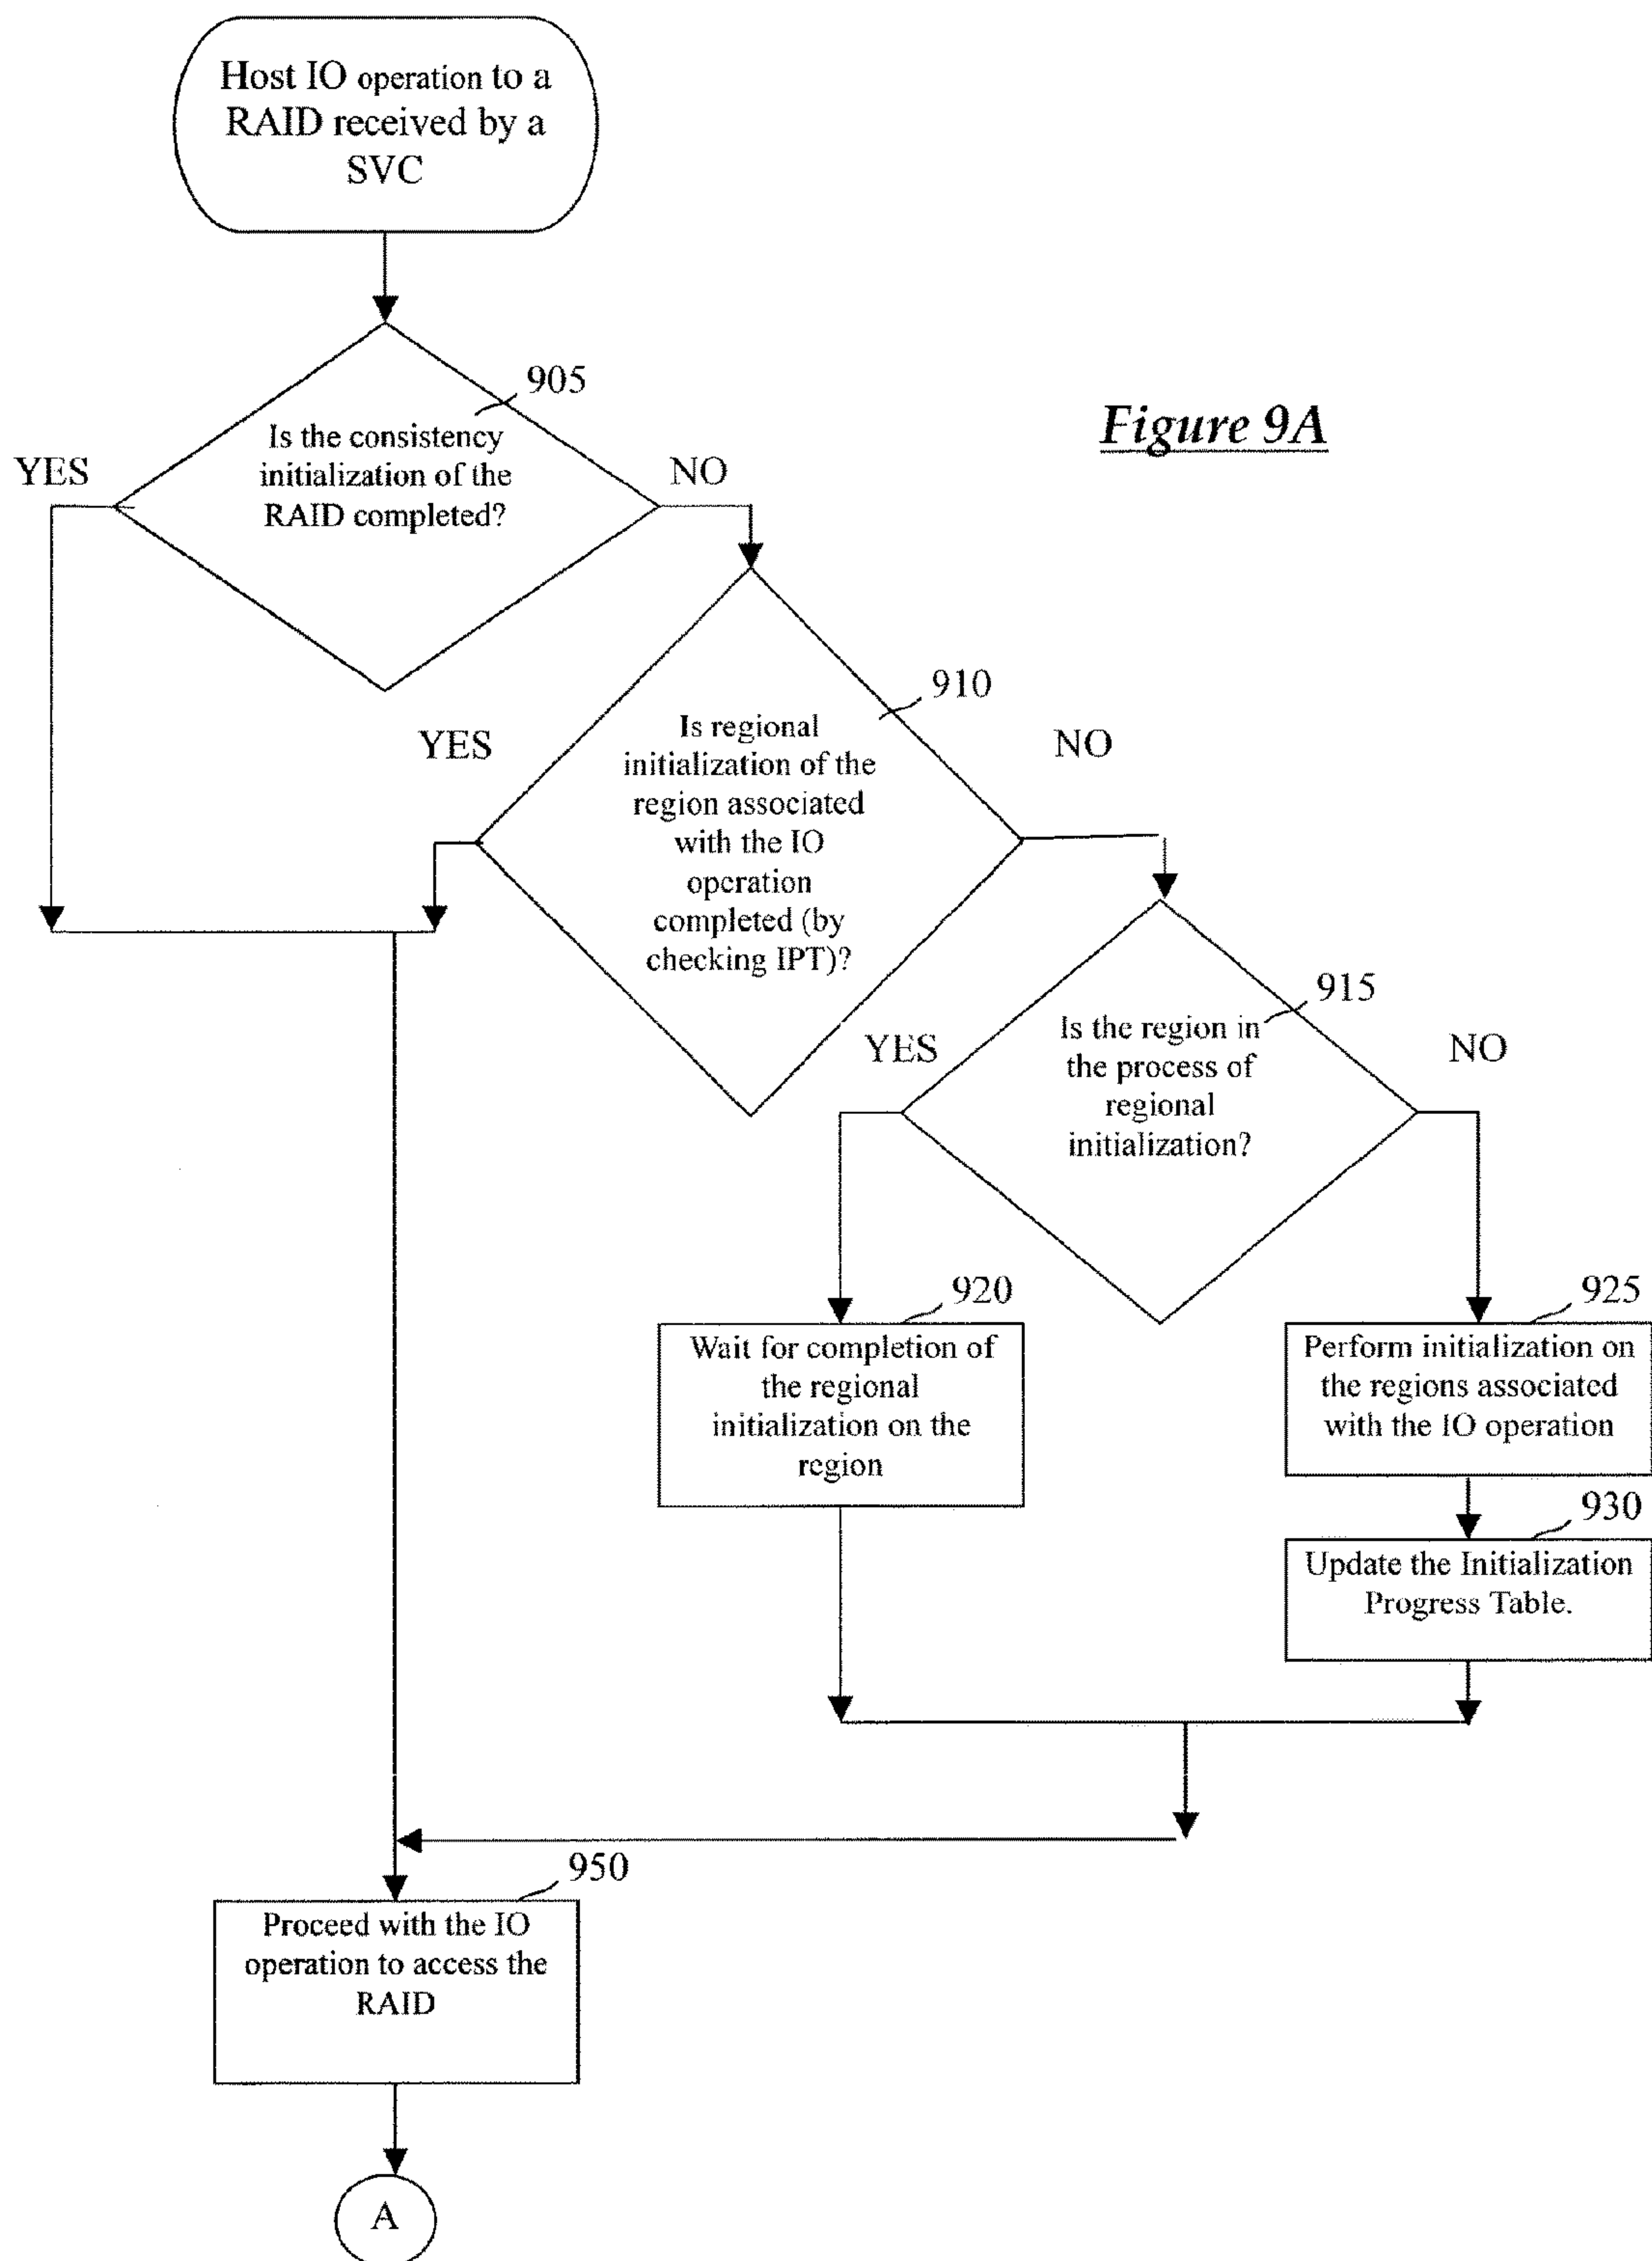 Host IO operation to a
RAID received by a
SVC
905
Figure 9A
Is the consistency
initialization of the
RAID completed?
YES
NO
910
Is regional
initialization of the
region associated
with the IO
operation
completed (by
checking IPT)?
YES
NO
915
Is the region in
the process of
regional
initialization?
YES
NO
920
Wait for completion of
the regional
initialization on the
region
925
Perform initialization on
the regions associated
with the IO operation
930
Update the Initialization
Progress Table.
950
Proceed with the IO
operation to access the
RAID
A